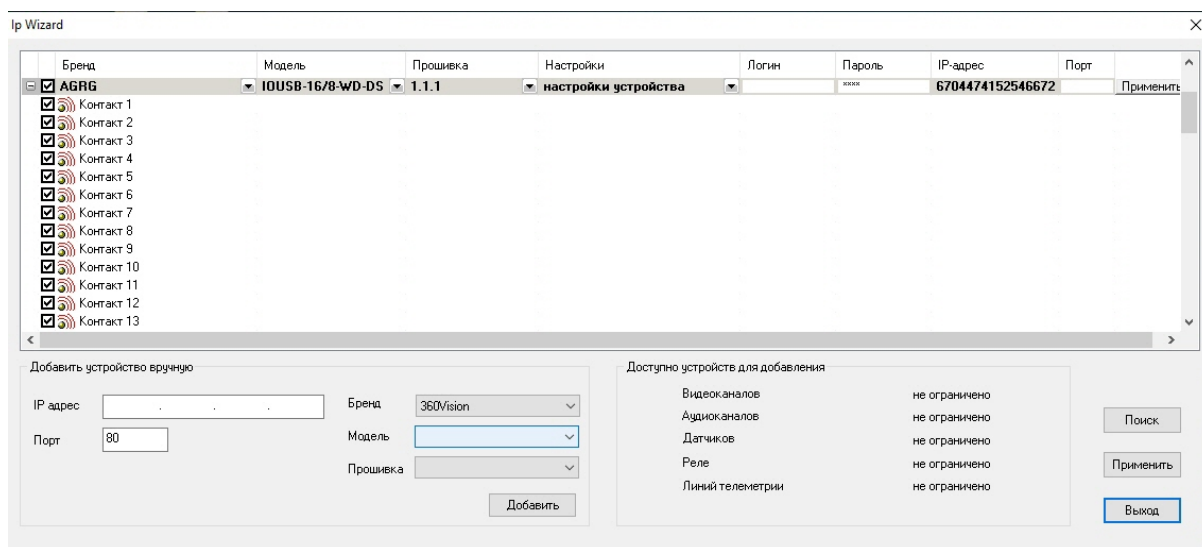 Ip Wizard
Бренд Модель Прошивка Настройки Логин Пароль IP-адрес Порт
AGRG IOUSB-16/8-WD-DS 1.1.1 настройки устройства **** 6704474152546672 Применить
Контакт 1
Контакт 2
Контакт 3
Контакт 4
Контакт 5
Контакт 6
Контакт 7
Контакт 8
Контакт 9
Контакт 10
Контакт 11
Контакт 12
Контакт 13
Добавить устройство вручную
IP адрес . . .
Порт 80
Бренд 360Vision
Модель
Прошивка
Добавить
Доступно устройств для добавления
Видеоканалов не ограничено
Аудиоканалов не ограничено
Датчиков не ограничено
Реле не ограничено
Линий телеметрии не ограничено
Поиск
Применить
Выход